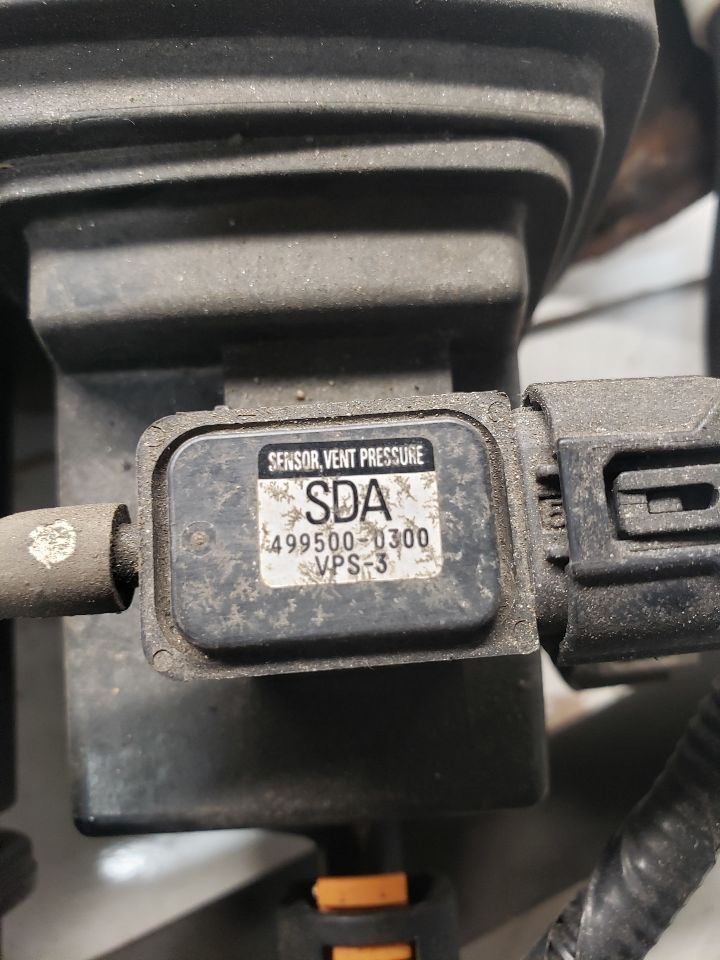 SENSOR, VENT PRESSURE
SDA
499500-0300
VPS-3